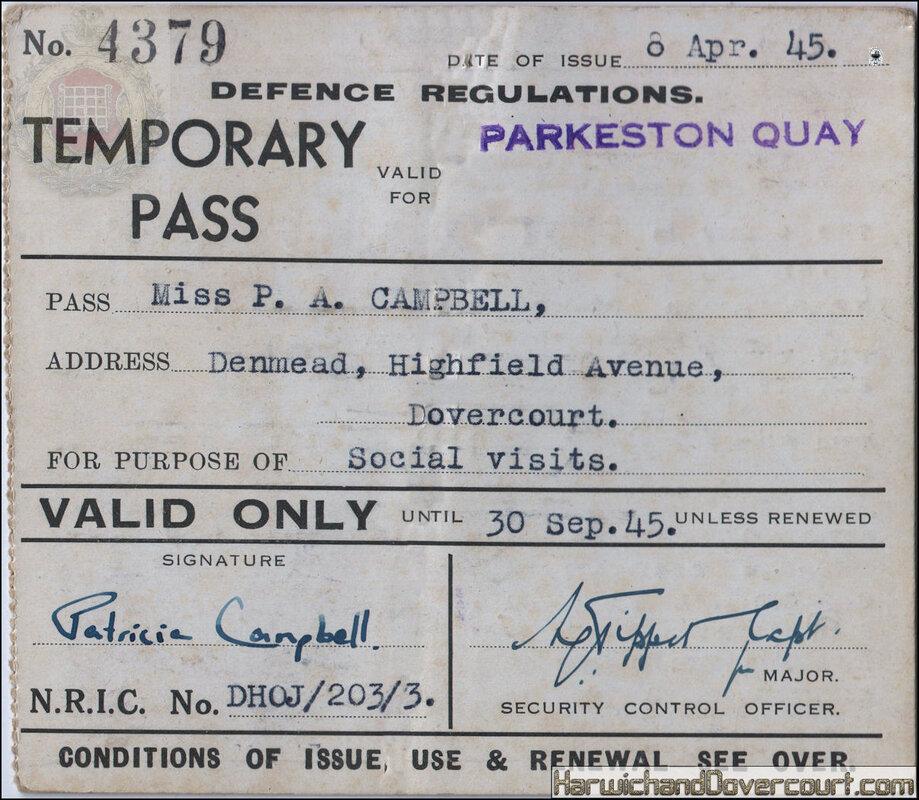 No. 4379
DATE OF ISSUE 8 Apr. 45.
DEFENCE REGULATIONS.
TEMPORARY PASS
VALID FOR
PARKESTON QUAY
PASS Miss P. A. CAMPBELL,
ADDRESS Denmead, Highfield Avenue,
Dovercourt.
FOR PURPOSE OF Social visits.
VALID ONLY UNTIL 30 Sep. 45. UNLESS RENEWED
SIGNATURE
Patricia Campbell.
N.R.I.C. No. DHOJ/203/3.
Capt.
MAJOR.
SECURITY CONTROL OFFICER.
CONDITIONS OF ISSUE, USE & RENEWAL SEE OVER.
HarwichandDovercourt.com